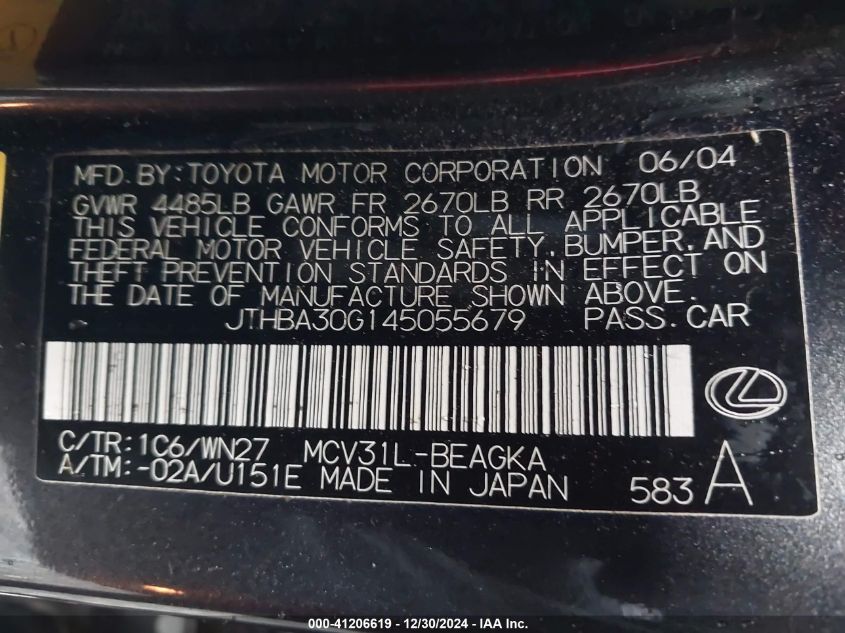 MFD.BY:TOYOTA MOTOR CORPORATION 06/04
GVWR 4485LB GAWR FR 2670LB RR 2670LB
THIS VEHICLE CONFORMS TO ALL APPLICABLE
FEDERAL MOTOR VEHICLE SAFETY,BUMPER,AND
THEFT PREVENTION STANDARDS IN EFFECT ON
THE DATE OF MANUFACTURE SHOWN ABOVE.
JTHBA30G145055679 PASS.CAR
C/TR:1C6/WN27 MCV31L-BEAGKA
A/TM:-02A/U151E MADE IN JAPAN 583 A
000-41206619 - 12/30/2024 - IAA Inc.